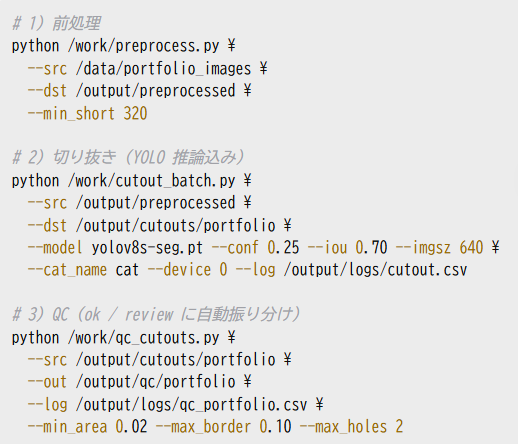 # 1) 前処理
python /work/preprocess.py ¥
--src /data/portfolio_images ¥
--dst /output/preprocessed ¥
--min_short 320
# 2) 切り抜き（YOLO 推論込み）
python /work/cutout_batch.py ¥
--src /output/preprocessed ¥
--dst /output/cutouts/portfolio ¥
--model yolov8s-seg.pt --conf 0.25 --iou 0.70 --imgsz 640 ¥
--cat_name cat --device 0 --log /output/logs/cutout.csv
# 3) QC（ok / review に自動振り分け）
python /work/qc_cutouts.py ¥
--src /output/cutouts/portfolio ¥
--out /output/qc/portfolio ¥
--log /output/logs/qc_portfolio.csv ¥
--min_area 0.02 --max_border 0.10 --max_holes 2